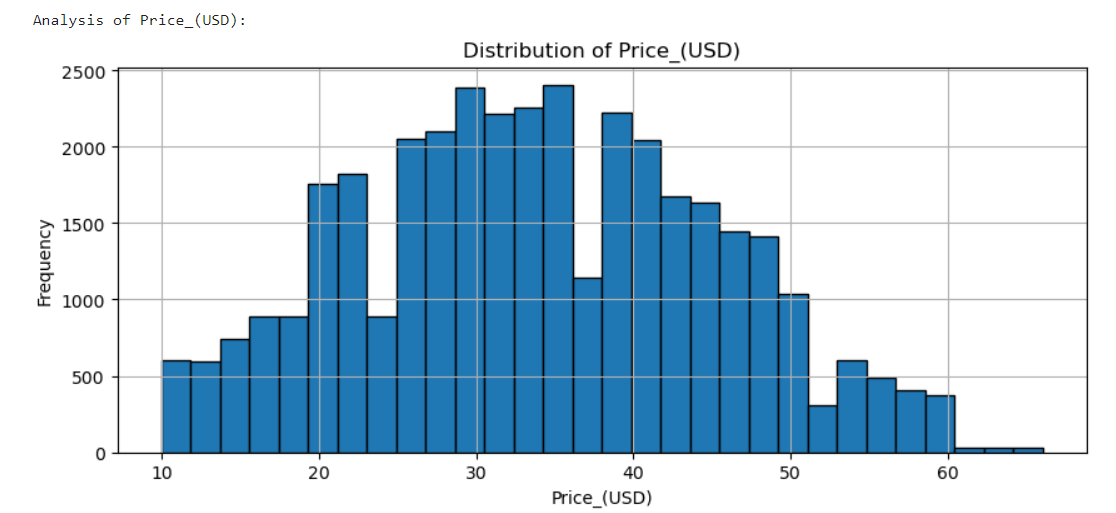 Analysis of Price_(USD):
Distribution of Price_(USD)
2500
2000
1500
1000
500
0
Frequency
10 20 30 40 50 60
Price_(USD)